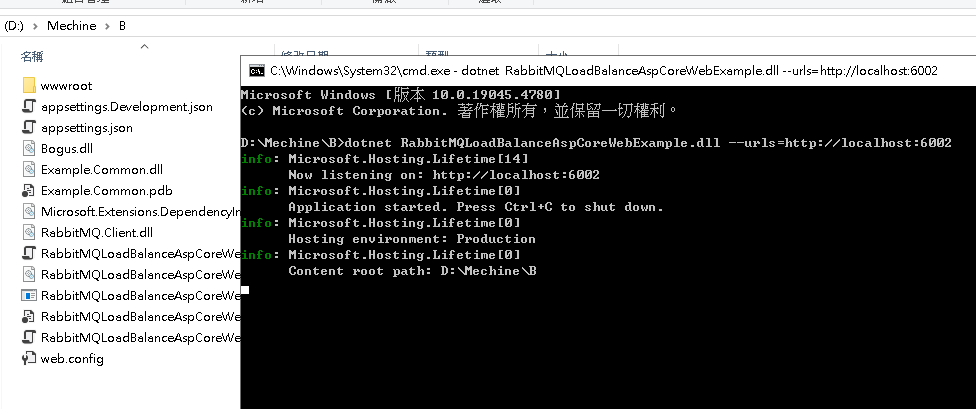 (D:) > Mechine > B
名稱
wwwroot
appsettings.Development.json
appsettings.json
Bogus.dll
Example.Common.dll
Example.Common.pdb
Microsoft.Extensions.DependencyIn
RabbitMQ.Client.dll
RabbitMQLoadBalanceAspCoreWe
RabbitMQLoadBalanceAspCoreWe
RabbitMQLoadBalanceAspCoreWe
RabbitMQLoadBalanceAspCoreWe
RabbitMQLoadBalanceAspCoreWe
web.config
C:\Windows\System32\cmd.exe - dotnet RabbitMQLoadBalanceAspCoreWebExample.dll --urls=http://localhost:6002
Microsoft Windows [版本 10.0.19045.4780]
(c) Microsoft Corporation. 著作權所有，並保留一切權利。
D:\Mechine\B>dotnet RabbitMQLoadBalanceAspCoreWebExample.dll --urls=http://localhost:6002
info: Microsoft.Hosting.Lifetime[14]
Now listening on: http://localhost:6002
info: Microsoft.Hosting.Lifetime[0]
Application started. Press Ctrl+C to shut down.
info: Microsoft.Hosting.Lifetime[0]
Hosting environment: Production
info: Microsoft.Hosting.Lifetime[0]
Content root path: D:\Mechine\B